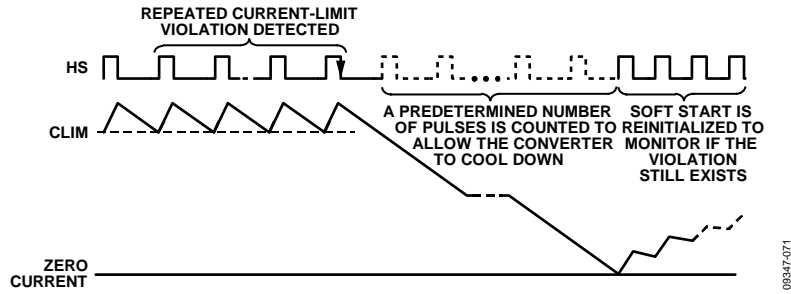 REPEATED CURRENT-LIMIT
VIOLATION DETECTED
HS
CLIM
A PREDETERMINED NUMBER
OF PULSES IS COUNTED TO
ALLOW THE CONVERTER
TO COOL DOWN
SOFT START IS
REINITIALIZED TO
MONITOR IF THE
VIOLATION
STILL EXISTS
ZERO
CURRENT
09347-071